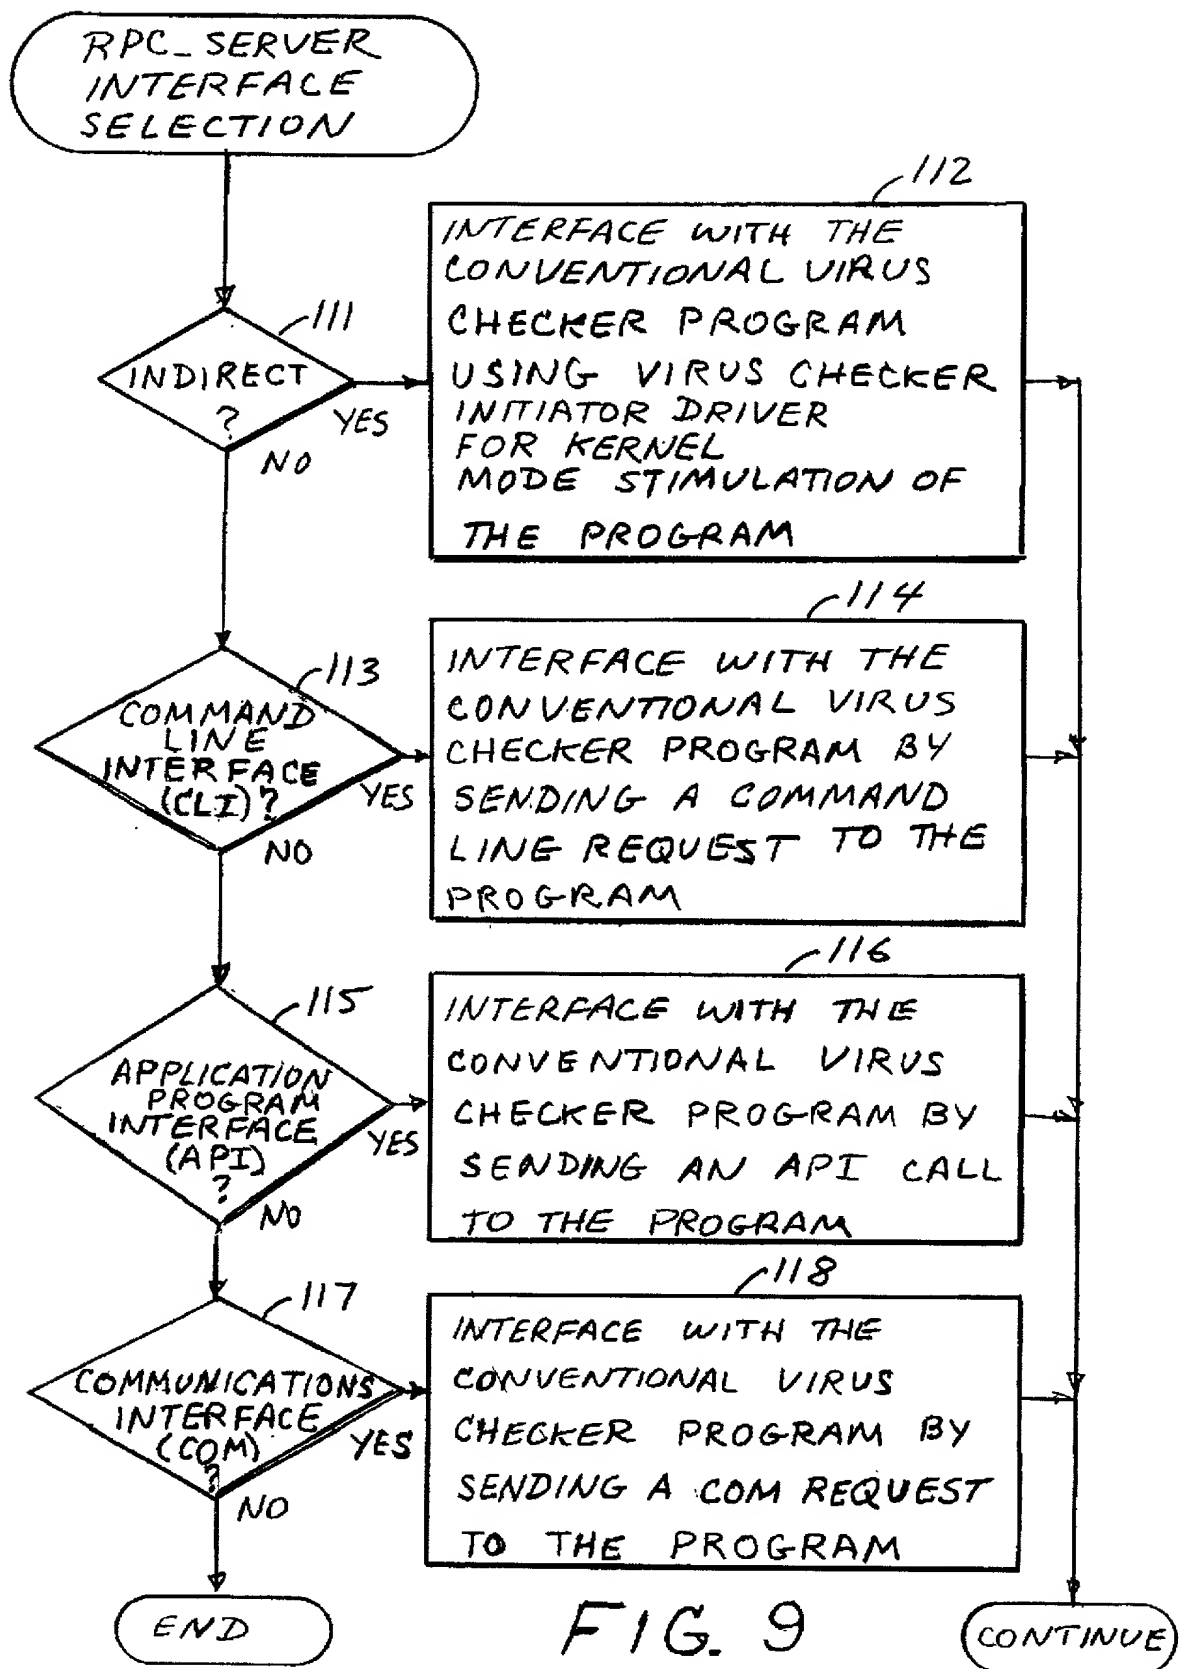 RPC_SERVER
INTERFACE
SELECTION
112
INTERFACE WITH THE
CONVENTIONAL VIRUS
CHECKER PROGRAM
USING VIRUS CHECKER
INITIATOR DRIVER
FOR KERNEL
MODE STIMULATION OF
THE PROGRAM
111
INDIRECT
?
YES
NO
114
INTERFACE WITH THE
CONVENTIONAL VIRUS
CHECKER PROGRAM BY
SENDING A COMMAND
LINE REQUEST TO THE
PROGRAM
113
COMMAND
LINE
INTERFACE
(CLI)?
YES
NO
116
INTERFACE WITH THE
CONVENTIONAL VIRUS
CHECKER PROGRAM BY
SENDING AN API CALL
TO THE PROGRAM
115
APPLICATION
PROGRAM
INTERFACE
(API)
?
YES
NO
118
INTERFACE WITH THE
CONVENTIONAL VIRUS
CHECKER PROGRAM BY
SENDING A COM REQUEST
TO THE PROGRAM
117
COMMUNICATIONS
INTERFACE
(COM)
?
YES
NO
END
FIG. 9
CONTINUE